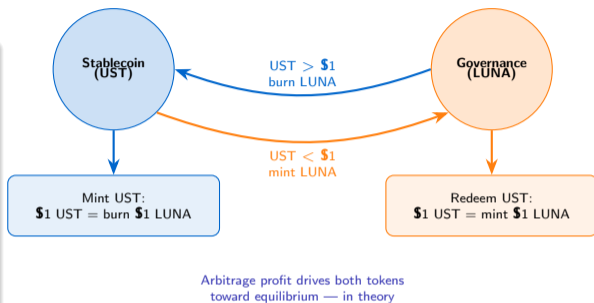 Stablecoin
(UST)
UST > $1
burn LUNA
Governance
(LUNA)
UST < $1
mint LUNA
Mint UST:
$1 UST = burn $1 LUNA
Redeem UST:
$1 UST = mint $1 LUNA
Arbitrage profit drives both tokens
toward equilibrium — in theory